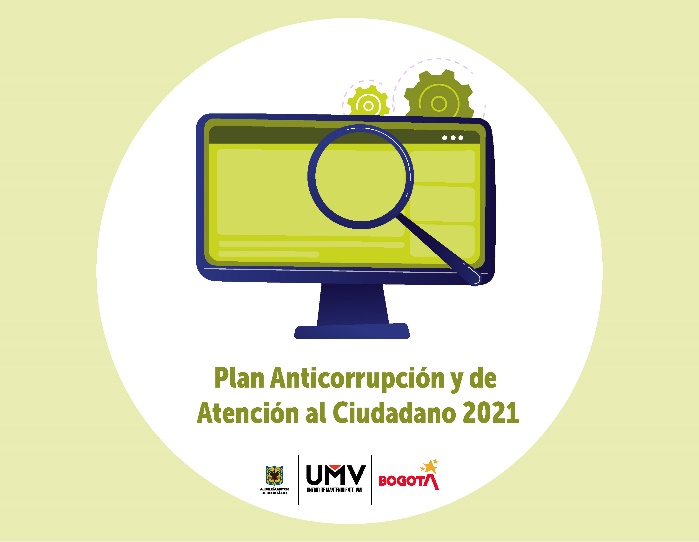 Plan Anticorrupción y de
Atención al Ciudadano 2021
UMV
BOGOTÁ